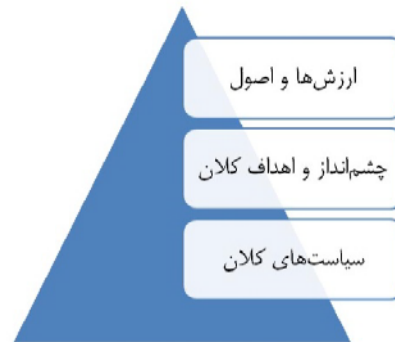 ارزش‌ها و اصول
چشم‌انداز و اهداف کلان
سیاست‌های کلان